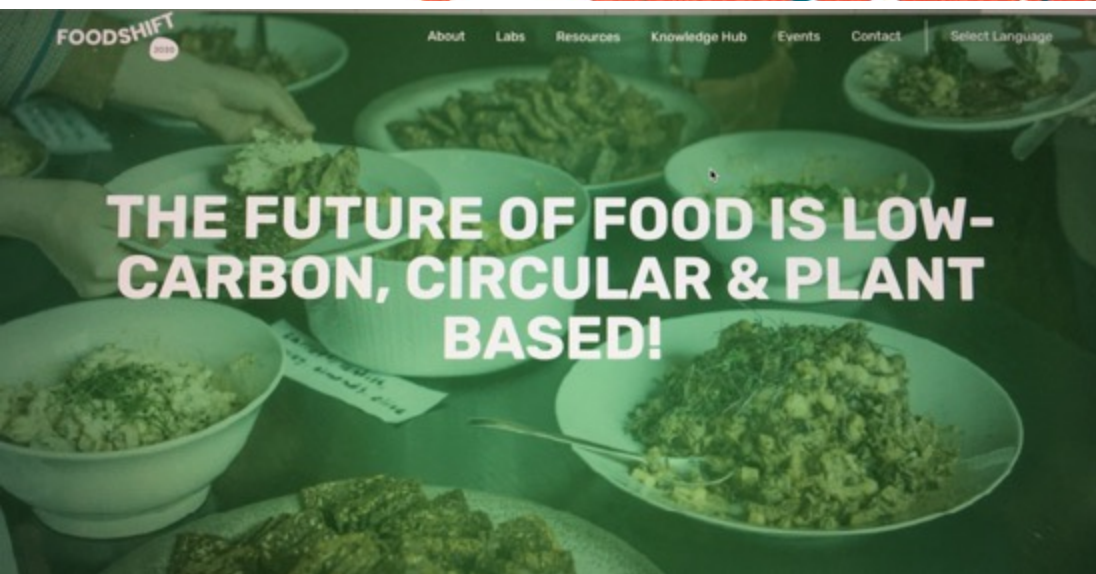 FOODSHIFT
2030
About Labs Resources Knowledge Hub Events Contact Select Language
THE FUTURE OF FOOD IS LOW-
CARBON, CIRCULAR & PLANT
BASED!